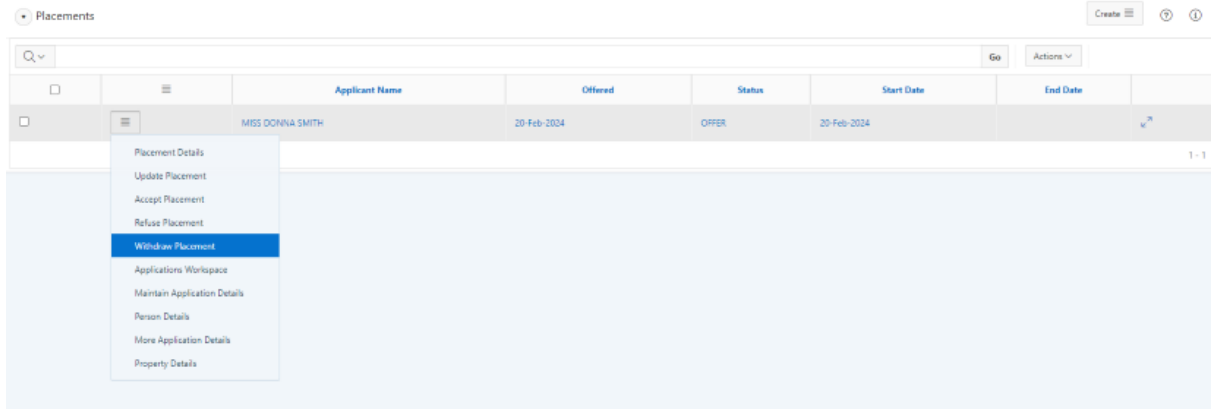 Placements
Create
Go
Actions
Applicant Name Offered Status Start Date End Date
MISS DONNA SMITH 20-Feb-2024 OFFER 20-Feb-2024
1 - 1
Placement Details
Update Placement
Accept Placement
Refuse Placement
Withdraw Placement
Applications Workspace
Maintain Application Details
Person Details
More Application Details
Property Details